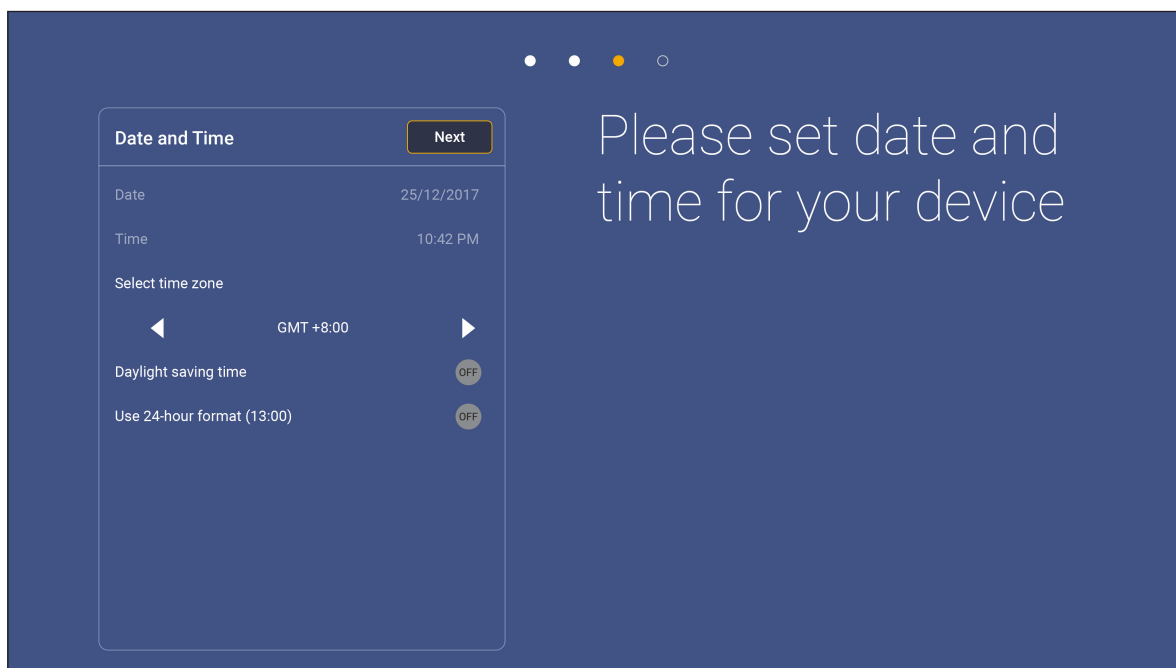 Date and Time
Next
Date 25/12/2017
Time 10:42 PM
Select time zone
GMT +8:00
Daylight saving time OFF
Use 24-hour format (13:00) OFF
Please set date and
time for your device